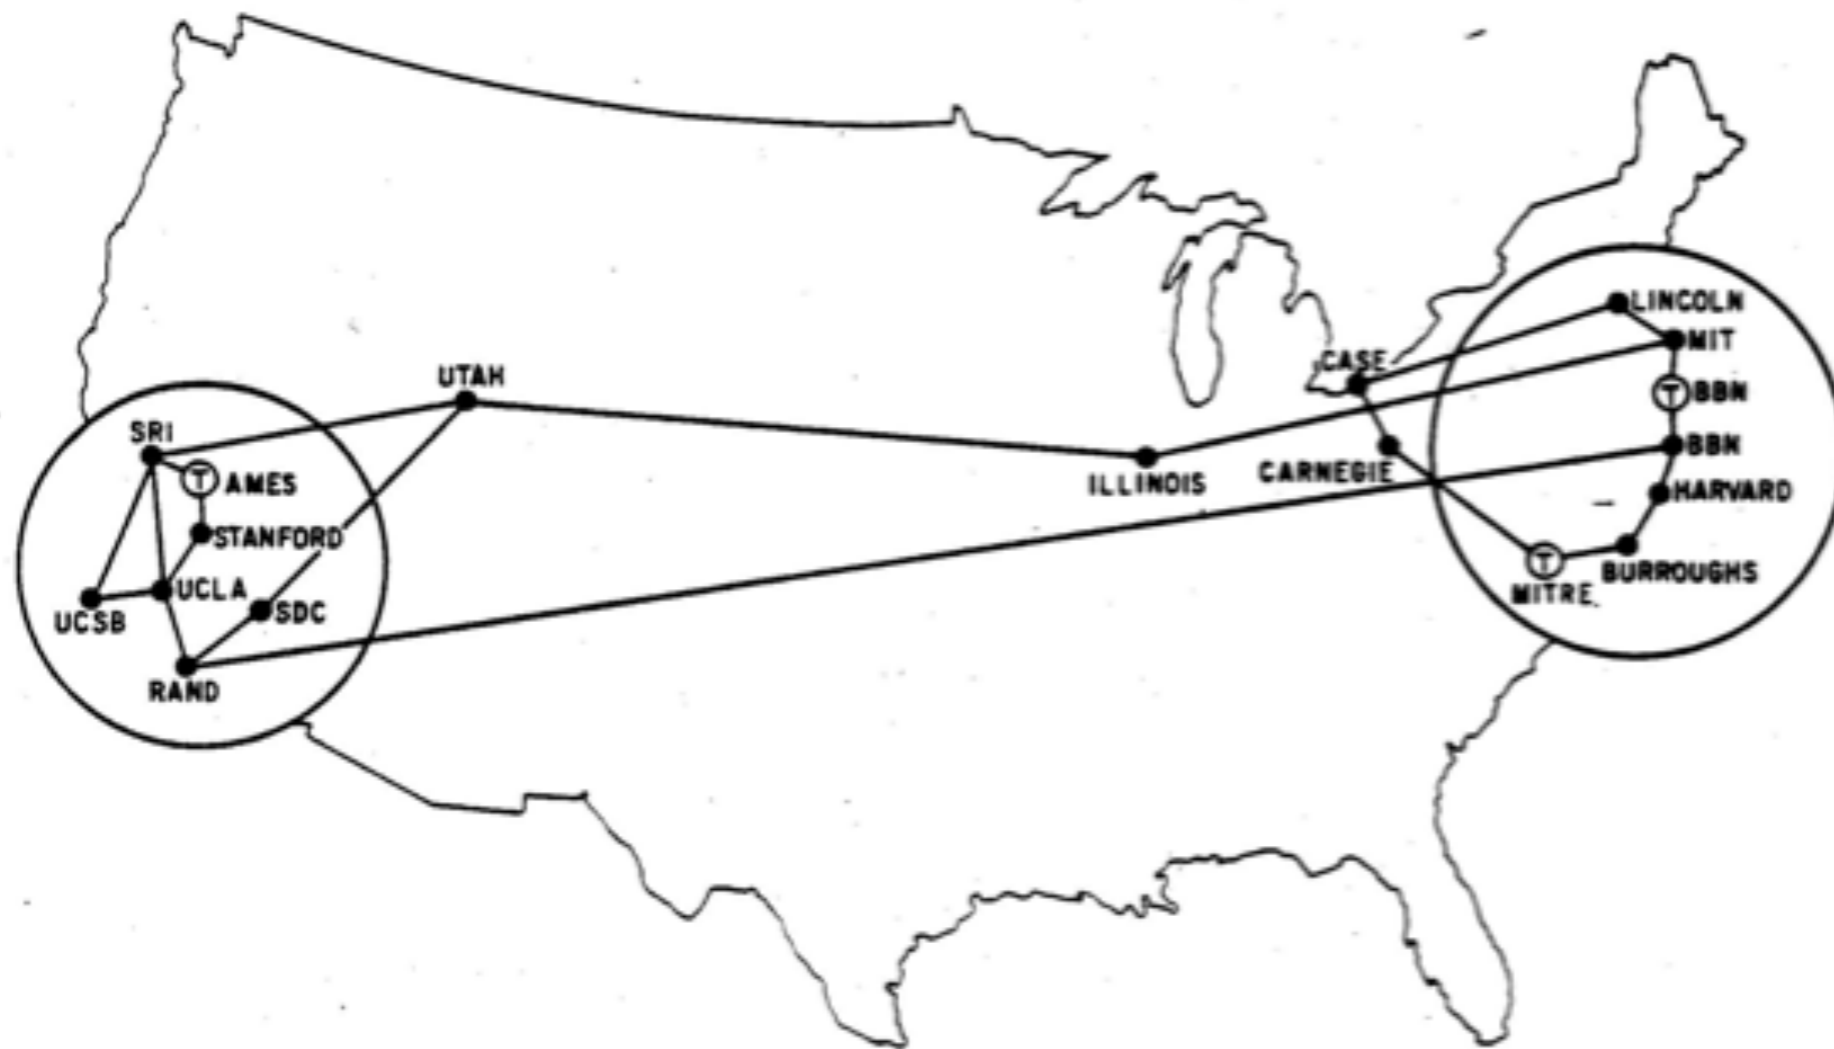 LINCOLN
MIT
CASE
UTAH
T BBN
SRI
BBN
T AMES
CARNEGIE
ILLINOIS
HARVARD
STANFORD
T
BURROUGHS
MITRE
UCLA
SDC
UCSB
RAND